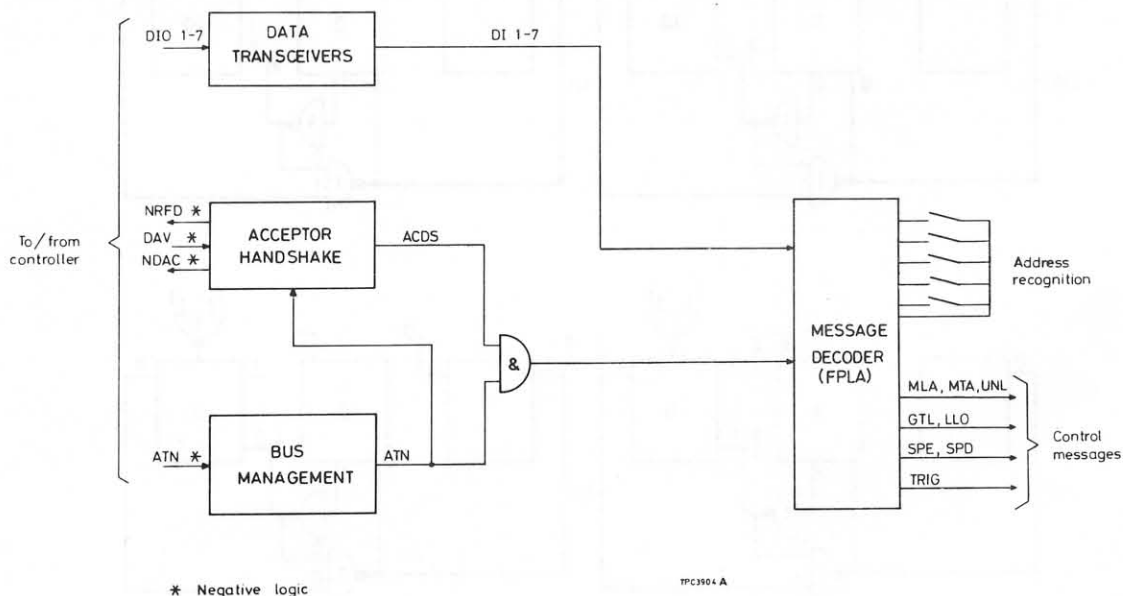 DIO 1-7
DATA
TRANSCEIVERS
DI 1-7
To/from
controller
NRFD *
DAV *
NDAC *
ACCEPTOR
HANDSHAKE
ACDS
&
ATN *
BUS
MANAGEMENT
ATN
MESSAGE
DECODER
(FPLA)
Address
recognition
MLA, MTA, UNL
GTL, LLO
SPE, SPD
TRIG
Control
messages
* Negative logic
TPC3904 A